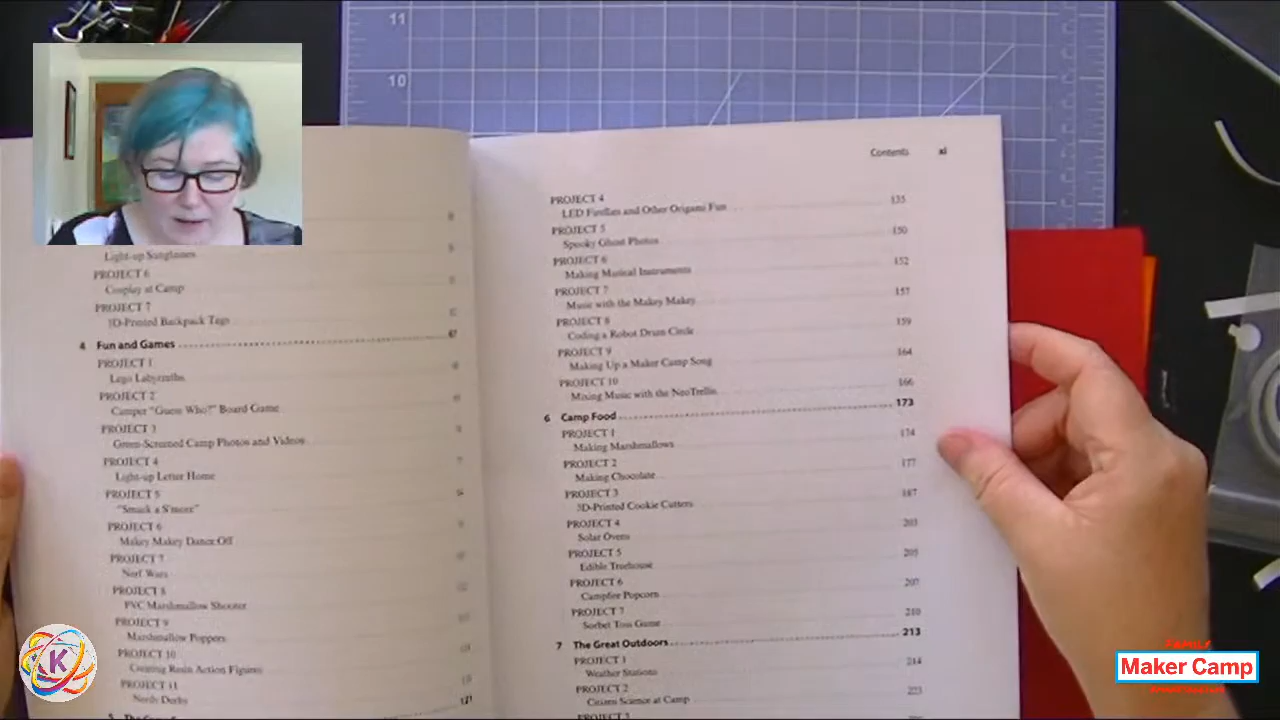 11
10
Light-up Sunglasses
PROJECT 6
Cosplay at Camp
PROJECT 7
3D-Printed Backpack Tags
4 Fun and Games
PROJECT 1
Lego Labyrinths
PROJECT 2
Camper "Guess Who?" Board Game
PROJECT 3
Green-Screened Camp Photos and Videos
PROJECT 4
Light-up Letter Home
PROJECT 5
"Smack a S'more"
PROJECT 6
Makey Makey Dance Off
PROJECT 7
Nerf Wars
PROJECT 8
PVC Marshmallow Shooter
PROJECT 9
Marshmallow Poppers
PROJECT 10
Creating Resin Action Figures
PROJECT 11
Nerdy Derby
121
5
Contents xi
PROJECT 4
LED Fireflies and Other Origami Fun 135
PROJECT 5
Spooky Ghost Photos 150
PROJECT 6
Making Musical Instruments 152
PROJECT 7
Music with the Makey Makey 157
PROJECT 8
Coding a Robot Drum Circle 159
PROJECT 9
Making Up a Maker Camp Song 164
PROJECT 10
Mixing Music with the NeoTrellis 166
6 Camp Food 173
PROJECT 1
Making Marshmallows 174
PROJECT 2
Making Chocolate 177
PROJECT 3
3D-Printed Cookie Cutters 187
PROJECT 4
Solar Ovens 203
PROJECT 5
Edible Treehouse 205
PROJECT 6
Campfire Popcorn 207
PROJECT 7
Sorbet Toss Game 210
7 The Great Outdoors 213
PROJECT 1
Weather Stations 214
PROJECT 2
Citizen Science at Camp 223
PROJECT 3
K
FAMILY
Maker Camp